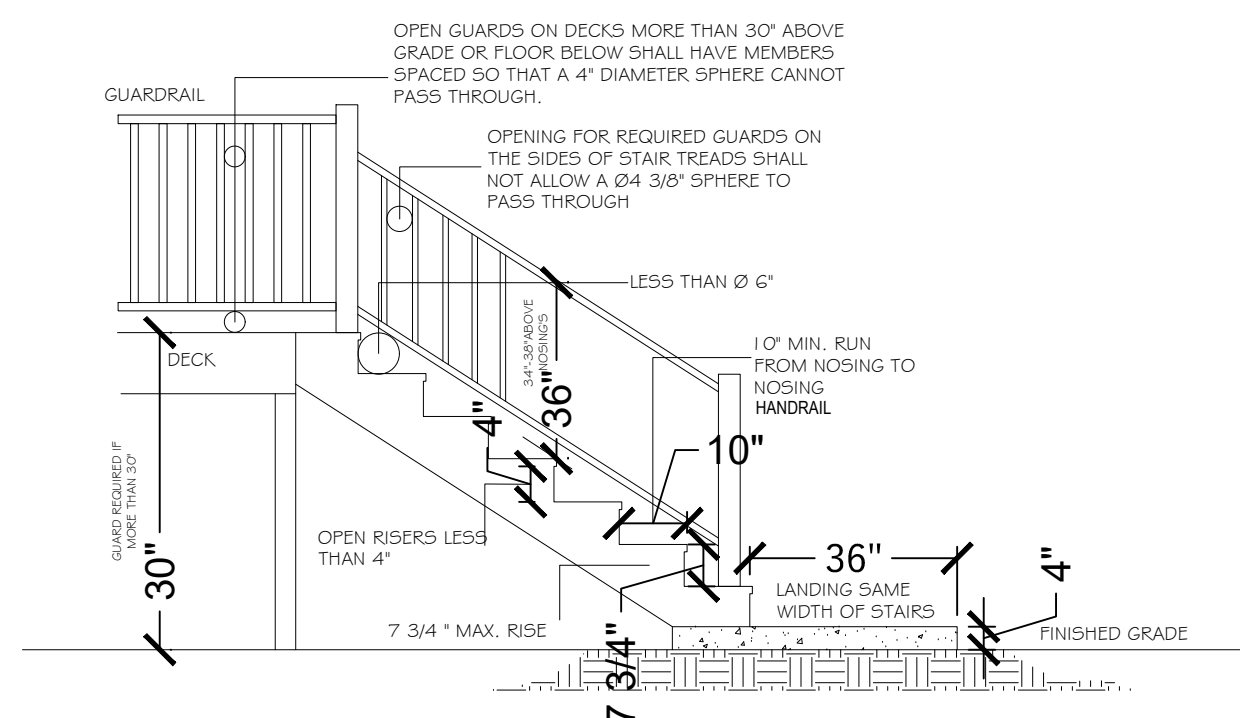 OPEN GUARDS ON DECKS MORE THAN 30" ABOVE
GRADE OR FLOOR BELOW SHALL HAVE MEMBERS
SPACED SO THAT A 4" DIAMETER SPHERE CANNOT
PASS THROUGH.
GUARDRAIL
OPENING FOR REQUIRED GUARDS ON
THE SIDES OF STAIR TREADS SHALL
NOT ALLOW A Ø4 3/8" SPHERE TO
PASS THROUGH
LESS THAN Ø 6"
34"-38"ABOVE
NOSING'S
36"
DECK
10" MIN. RUN
FROM NOSING TO
NOSING
HANDRAIL
4"
10"
GUARD REQUIRED IF
MORE THAN 30"
30"
OPEN RISERS LESS
THAN 4"
36"
4"
LANDING SAME
WIDTH OF STAIRS
7 3/4 " MAX. RISE
7 3/4"
FINISHED GRADE